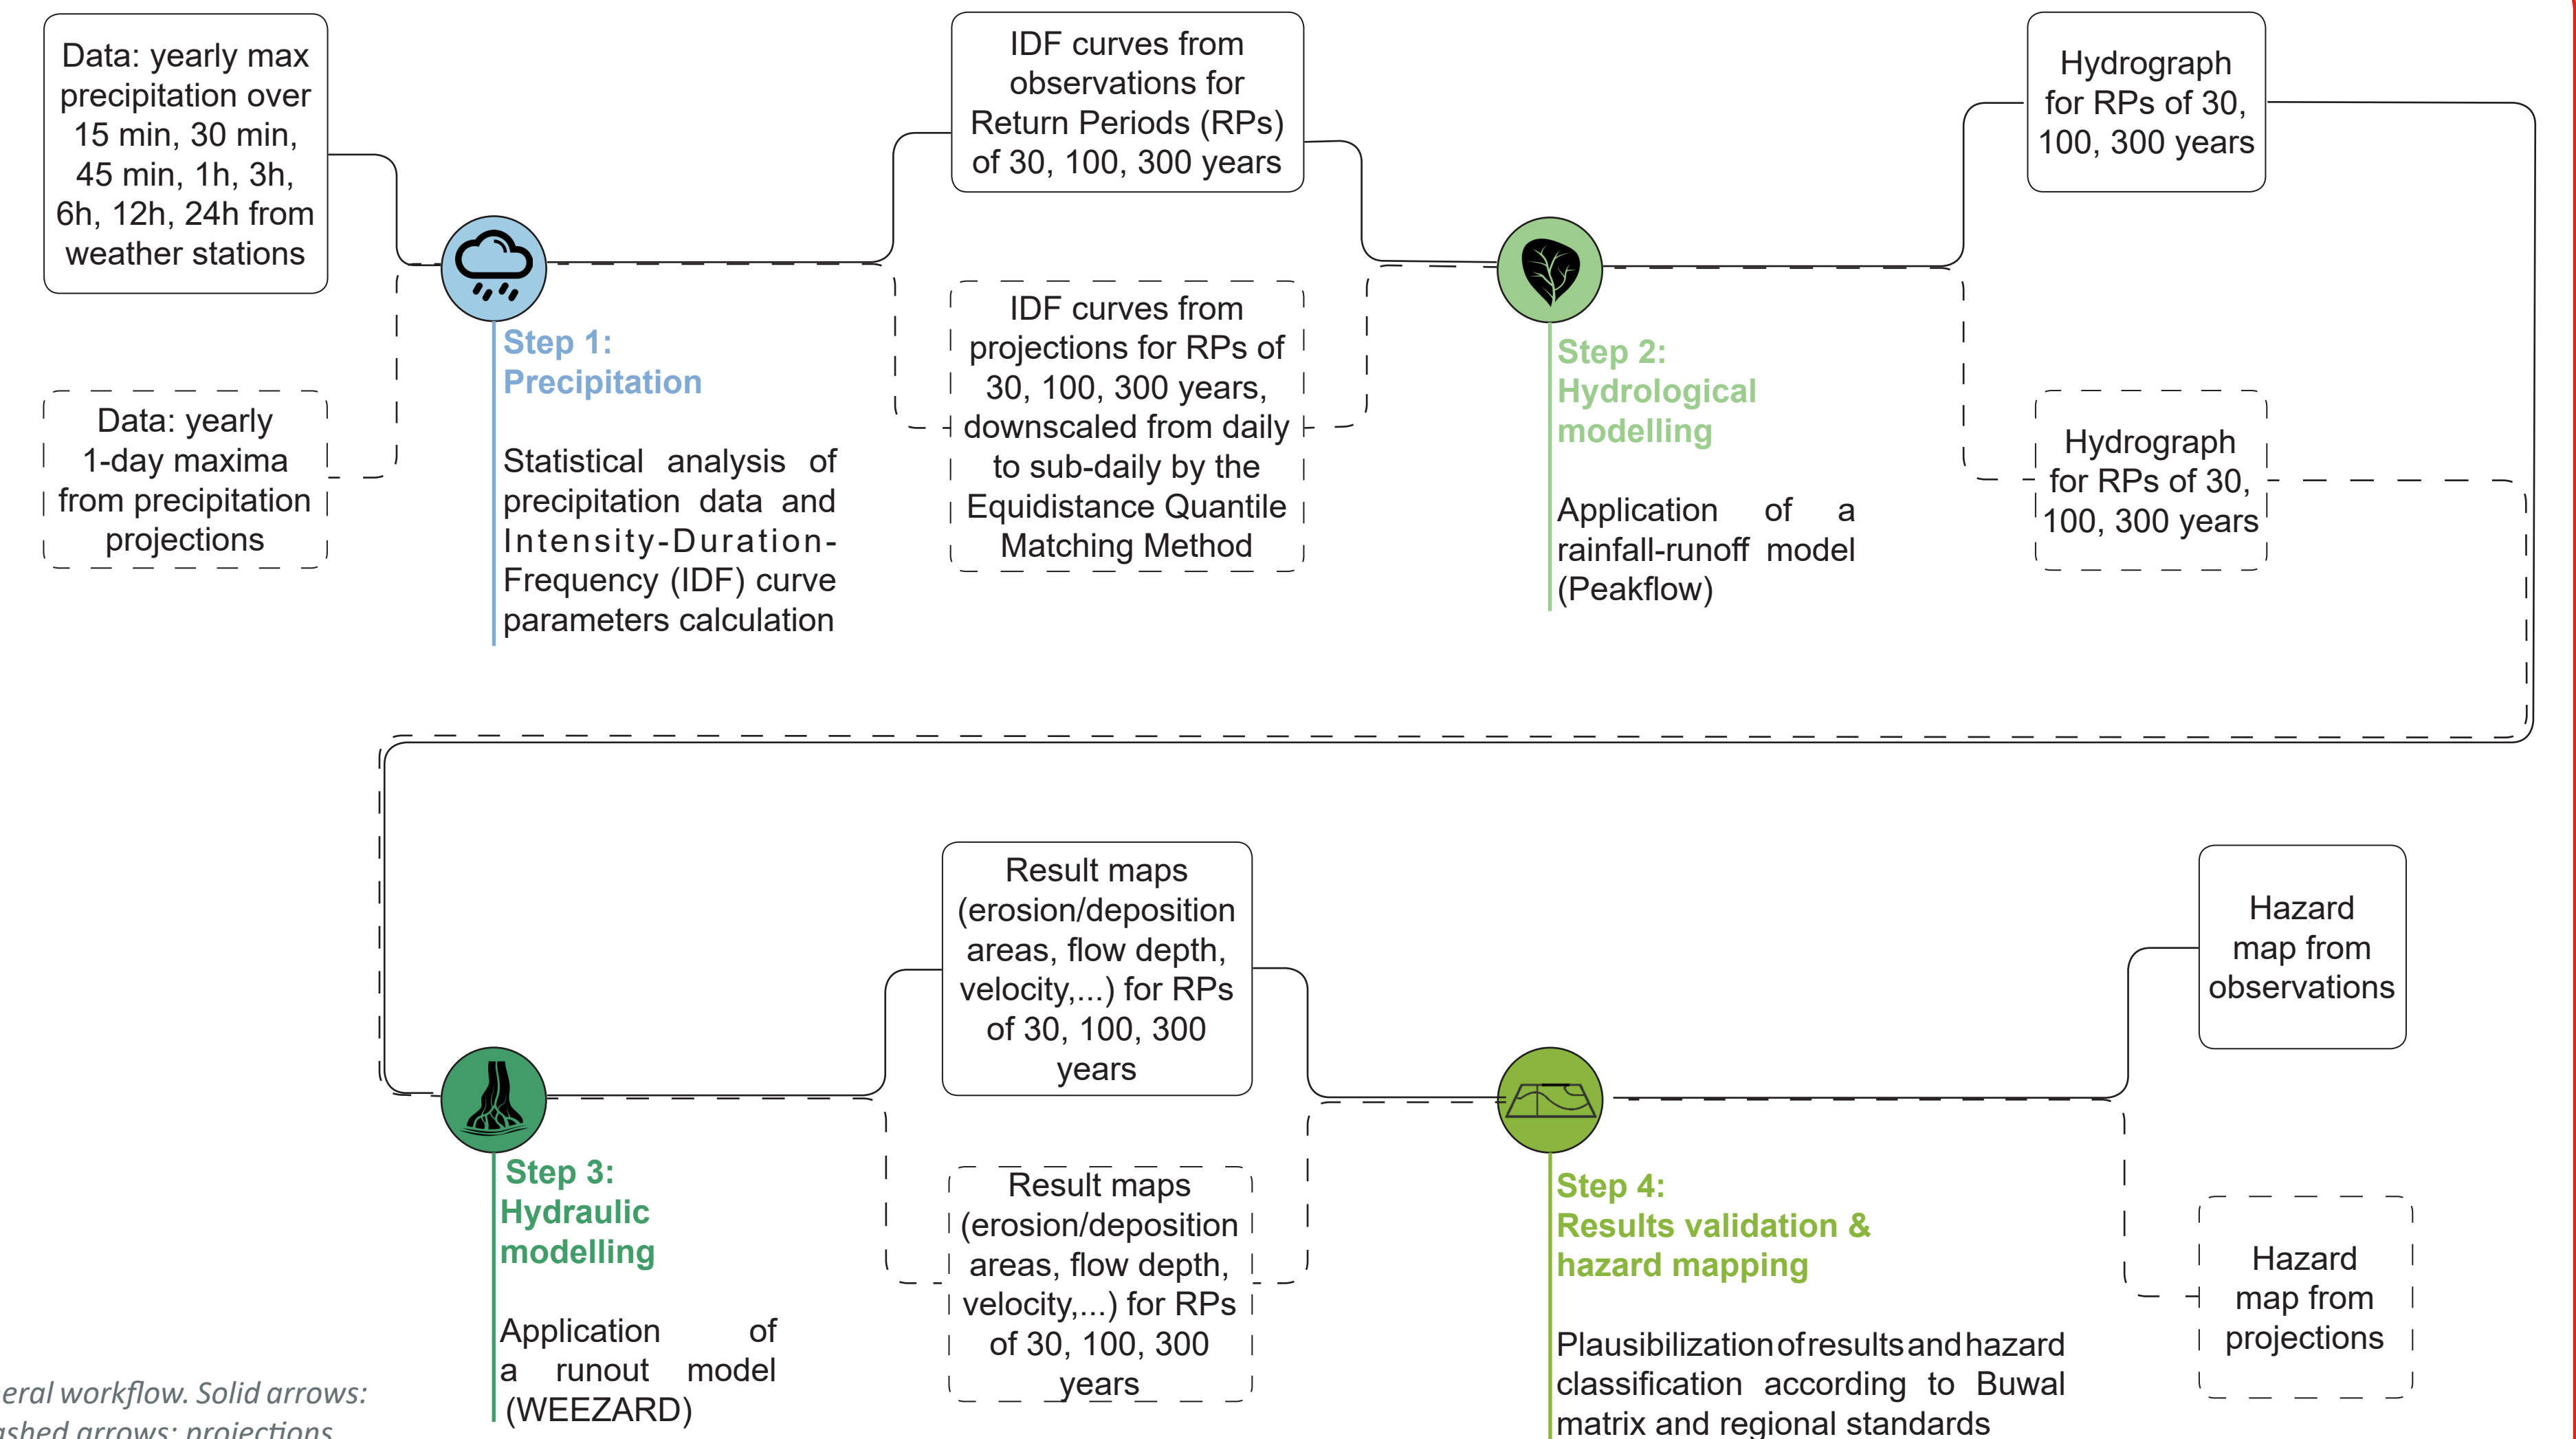 Data: yearly max
precipitation over
15 min, 30 min,
45 min, 1h, 3h,
6h, 12h, 24h from
weather stations
Data: yearly
1-day maxima
from precipitation
projections
Step 1:
Precipitation
Statistical analysis of
precipitation data and
Intensity-Duration-
Frequency (IDF) curve
parameters calculation
IDF curves from
observations for
Return Periods (RPs)
of 30, 100, 300 years
IDF curves from
projections for RPs of
30, 100, 300 years,
downscaled from daily
to sub-daily by the
Equidistance Quantile
Matching Method
Step 2:
Hydrological
modelling
Application of a
rainfall-runoff model
(Peakflow)
Hydrograph
for RPs of 30,
100, 300 years
Hydrograph
for RPs of 30,
100, 300 years
Step 3:
Hydraulic
modelling
Application of
a runout model
(WEEZARD)
Result maps
(erosion/deposition
areas, flow depth,
velocity,...) for RPs
of 30, 100, 300
years
Result maps
(erosion/deposition
areas, flow depth,
velocity,...) for RPs
of 30, 100, 300
years
Step 4:
Results validation &
hazard mapping
Plausibilization of results and hazard
classification according to Buwal
matrix and regional standards
Hazard
map from
observations
Hazard
map from
projections
workflow. Solid arrows:
arrows: projections